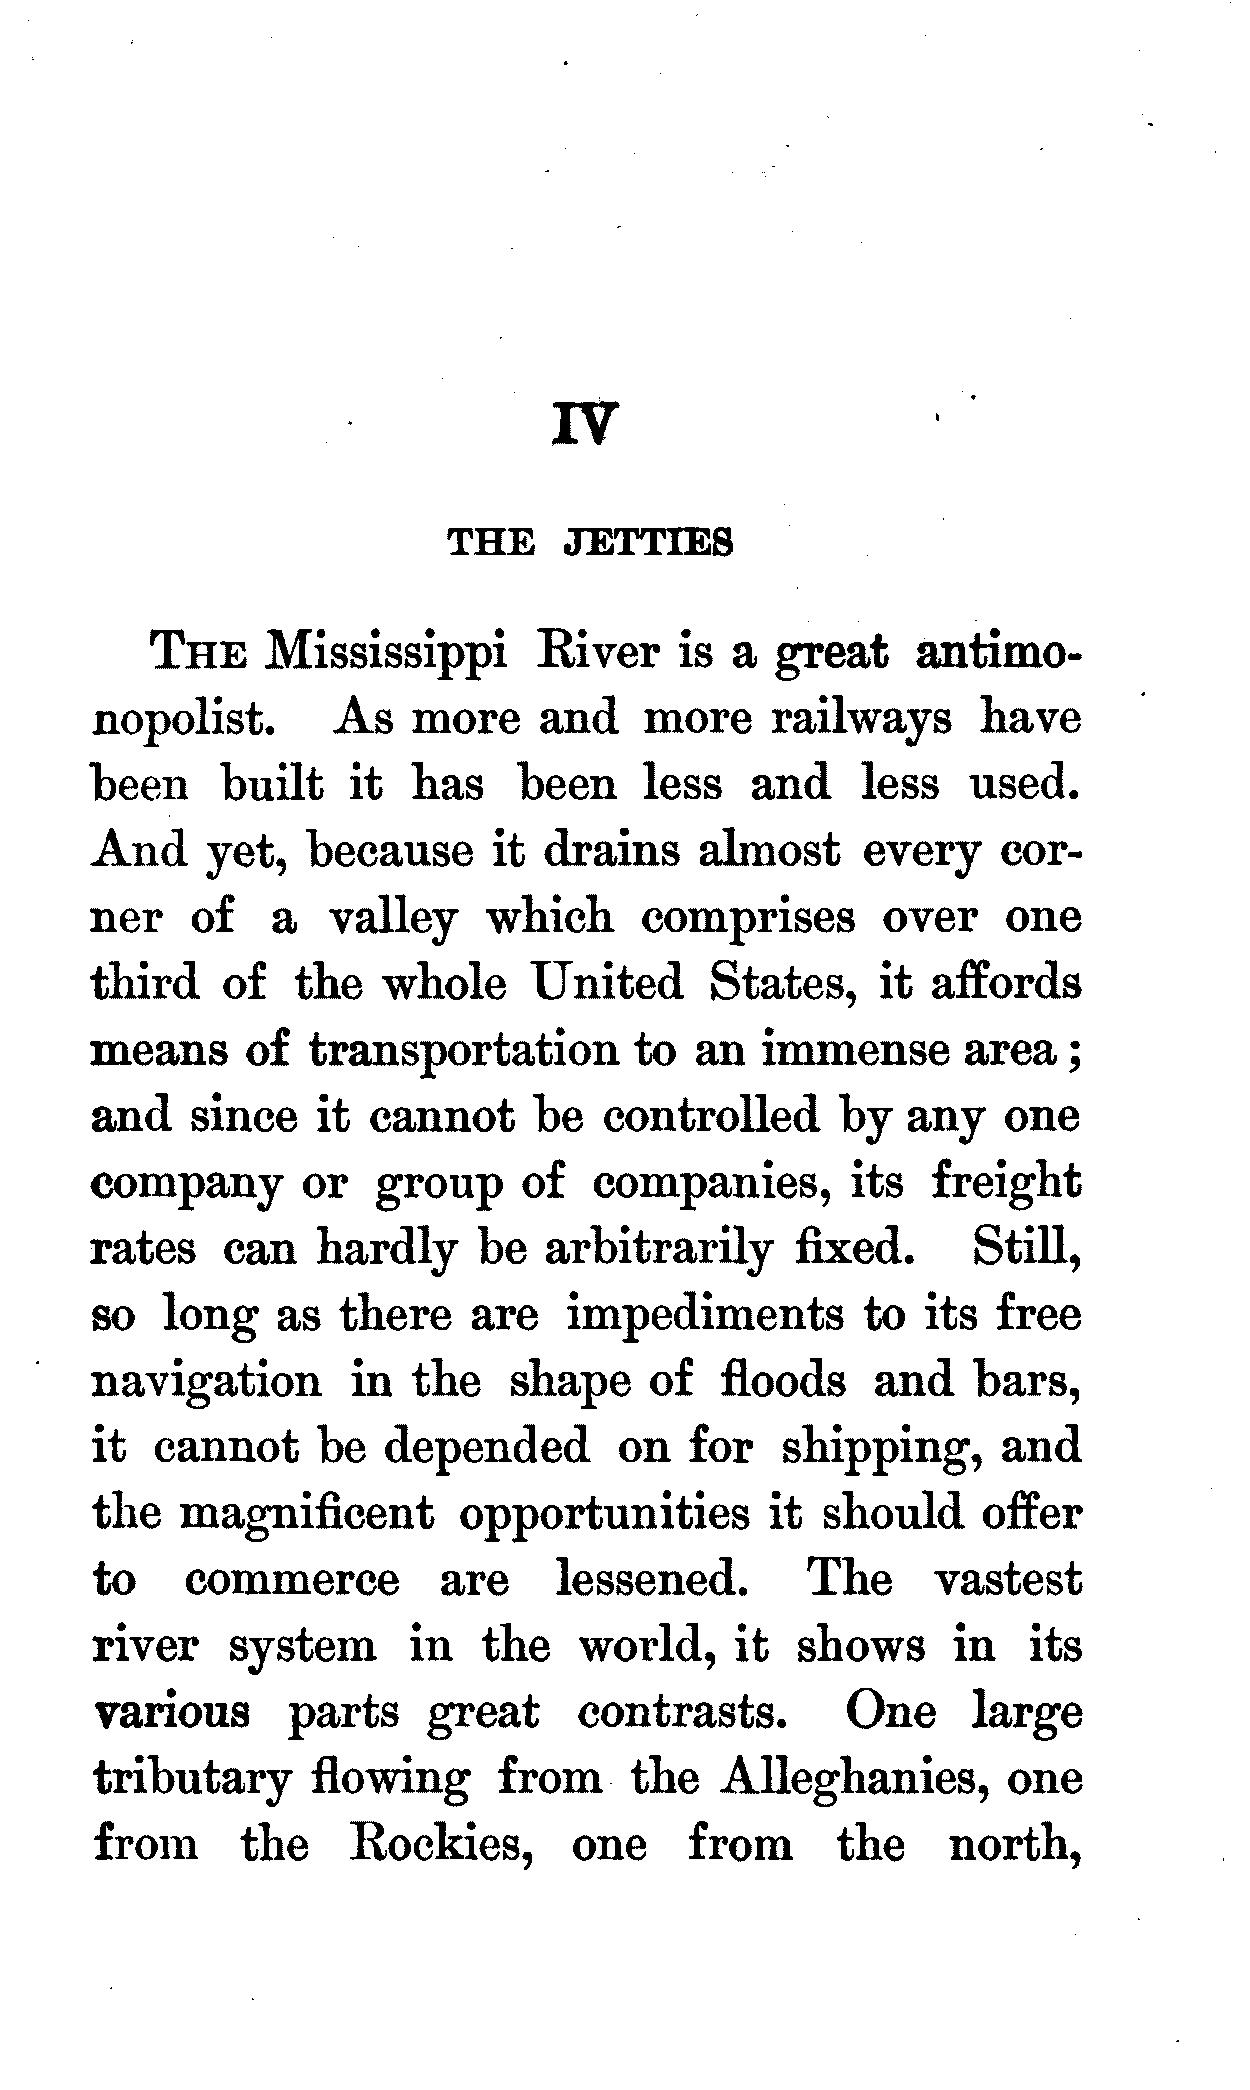 IV
THE JETTIES
THE Mississippi River is a great antimo-
nopolist. As more and more railways have
been built it has been less and less used.
And yet, because it drains almost every cor-
ner of a valley which comprises over one
third of the whole United States, it affords
means of transportation to an immense area ;
and since it cannot be controlled by any one
company or group of companies, its freight
rates can hardly be arbitrarily fixed. Still,
so long as there are impediments to its free
navigation in the shape of floods and bars,
it cannot be depended on for shipping, and
the magnificent opportunities it should offer
to commerce are lessened. The vastest
river system in the world, it shows in its
various parts great contrasts. One large
tributary flowing from the Alleghanies, one
from the Rockies, one from the north,